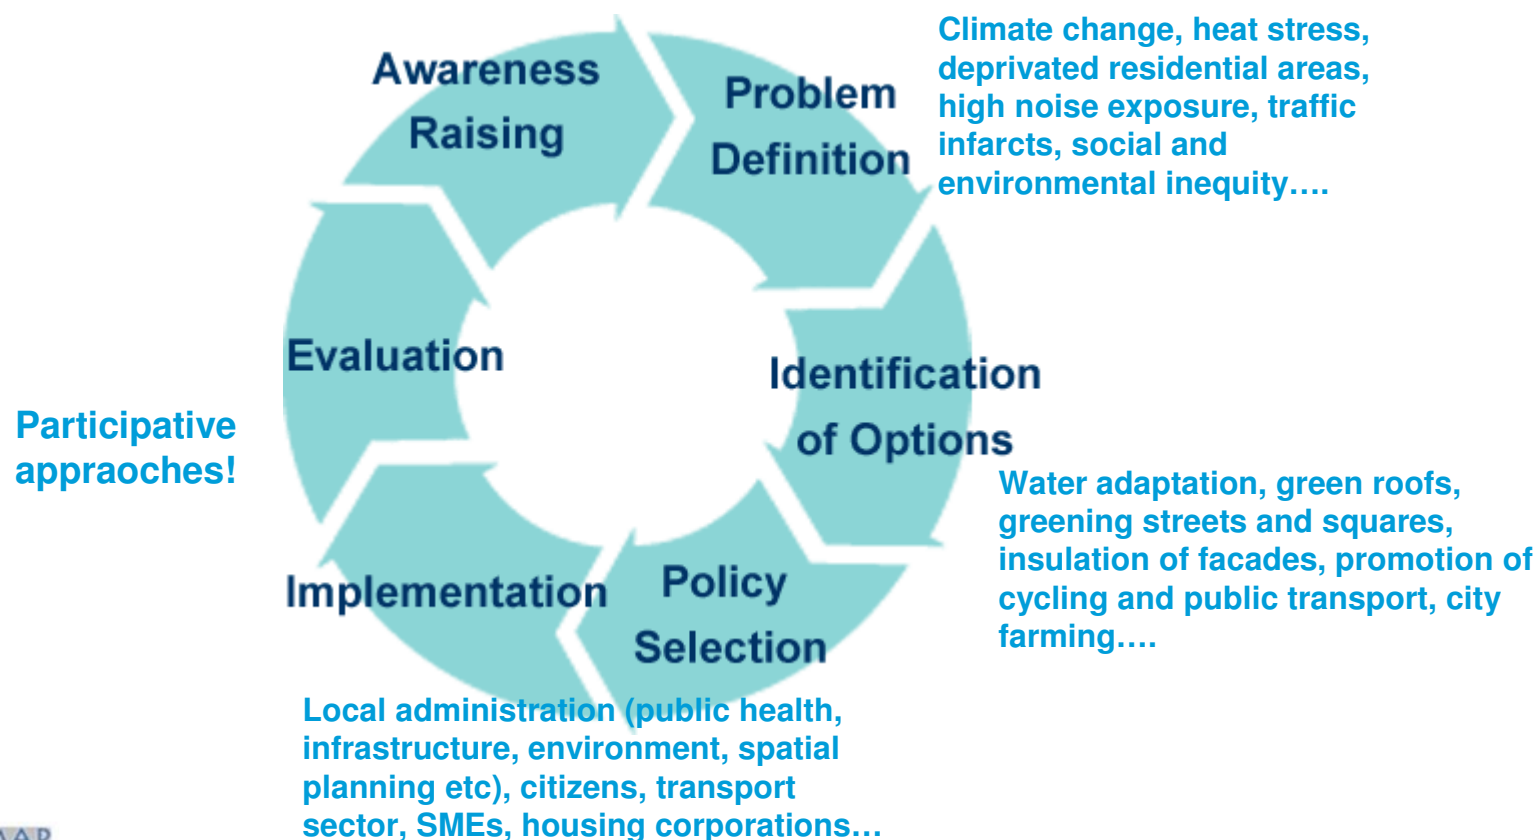 Awareness
Raising
Problem
Definition
Climate change, heat stress,
deprivated residential areas,
high noise exposure, traffic
infarcts, social and
environmental inequity....
Identification
of Options
Water adaptation, green roofs,
greening streets and squares,
insulation of facades, promotion of
cycling and public transport, city
farming....
Policy
Selection
Implementation
Local administration (public health,
infrastructure, environment, spatial
planning etc), citizens, transport
sector, SMEs, housing corporations...
Evaluation
Participative
appraoches!